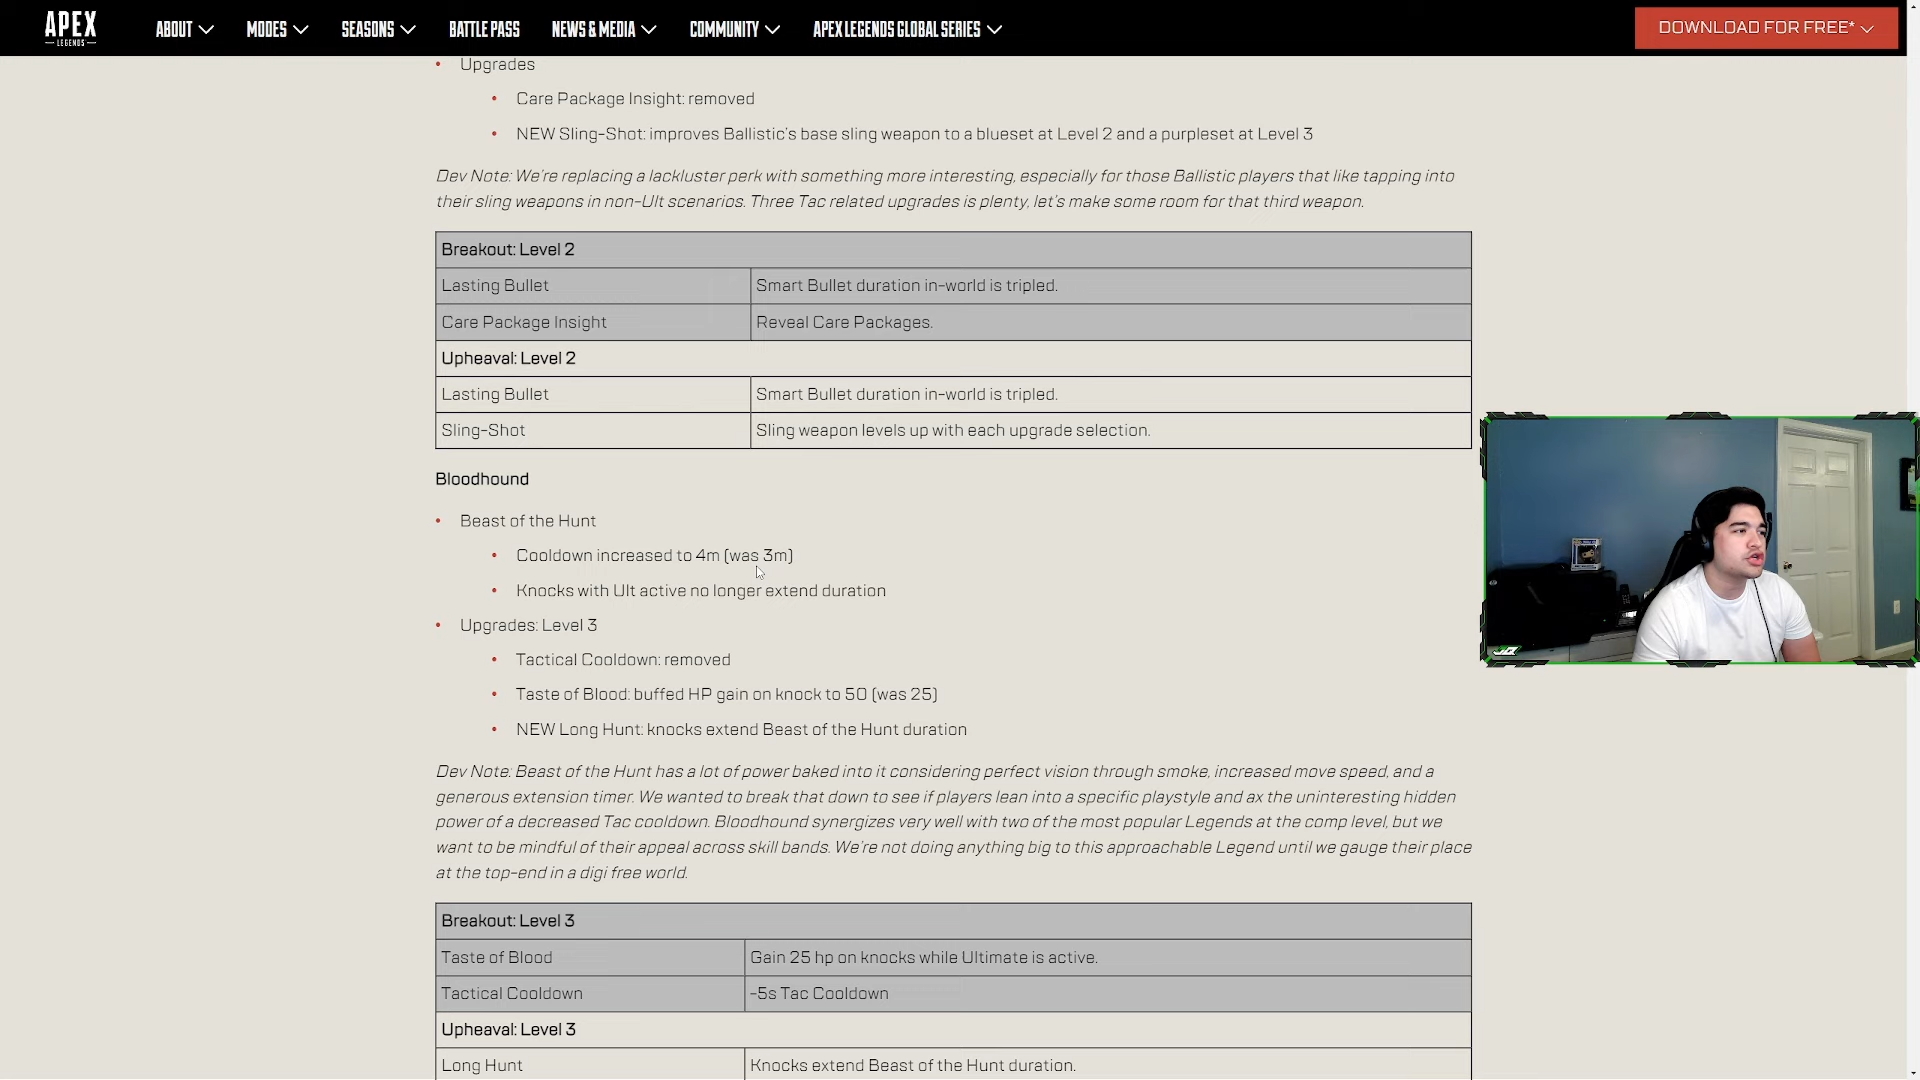 APEX
LEGENDS
ABOUT MODES SEASONS BATTLE PASS NEWS & MEDIA COMMUNITY APEX LEGENDS GLOBAL SERIES
DOWNLOAD FOR FREE*
Upgrades
Care Package Insight: removed
NEW Sling-Shot: improves Ballistic's base sling weapon to a blueset at Level 2 and a purpleset at Level 3
Dev Note: We're replacing a lackluster perk with something more interesting, especially for those Ballistic players that like tapping into
their sling weapons in non-Ult scenarios. Three Tac related upgrades is plenty, let's make some room for that third weapon.
Breakout: Level 2
Lasting Bullet Smart Bullet duration in-world is tripled.
Care Package Insight Reveal Care Packages.
Upheaval: Level 2
Lasting Bullet Smart Bullet duration in-world is tripled.
Sling-Shot Sling weapon levels up with each upgrade selection.
Bloodhound
Beast of the Hunt
Cooldown increased to 4m (was 3m)
Knocks with Ult active no longer extend duration
Upgrades: Level 3
Tactical Cooldown: removed
Taste of Blood: buffed HP gain on knock to 50 (was 25)
NEW Long Hunt: knocks extend Beast of the Hunt duration
Dev Note: Beast of the Hunt has a lot of power baked into it considering perfect vision through smoke, increased move speed, and a
generous extension timer. We wanted to break that down to see if players lean into a specific playstyle and ax the uninteresting hidden
power of a decreased Tac cooldown. Bloodhound synergizes very well with two of the most popular Legends at the comp level, but we
want to be mindful of their appeal across skill bands. We're not doing anything big to this approachable Legend until we gauge their place
at the top-end in a digi free world.
Breakout: Level 3
Taste of Blood Gain 25 hp on knocks while Ultimate is active.
Tactical Cooldown -5s Tac Cooldown
Upheaval: Level 3
Long Hunt Knocks extend Beast of the Hunt duration.